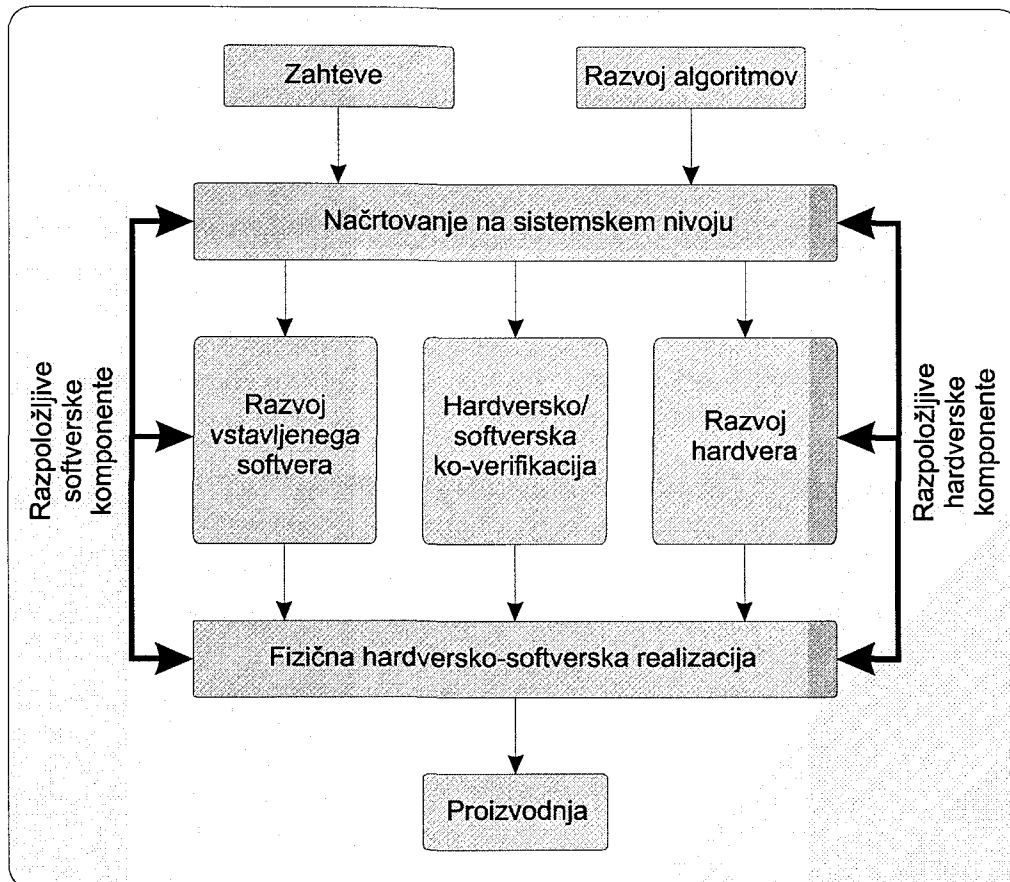 Zahteve
Razvoj algoritmov
Načrtovanje na sistemskem nivoju
Razpoložljive
softverske
komponente
Razvoj
vstavljenega
softvera
Hardversko/
softverska
ko-verifikacija
Razvoj
hardvera
Razpoložljive
hardverske
komponente
Fizična hardversko-softverska realizacija
Proizvodnja